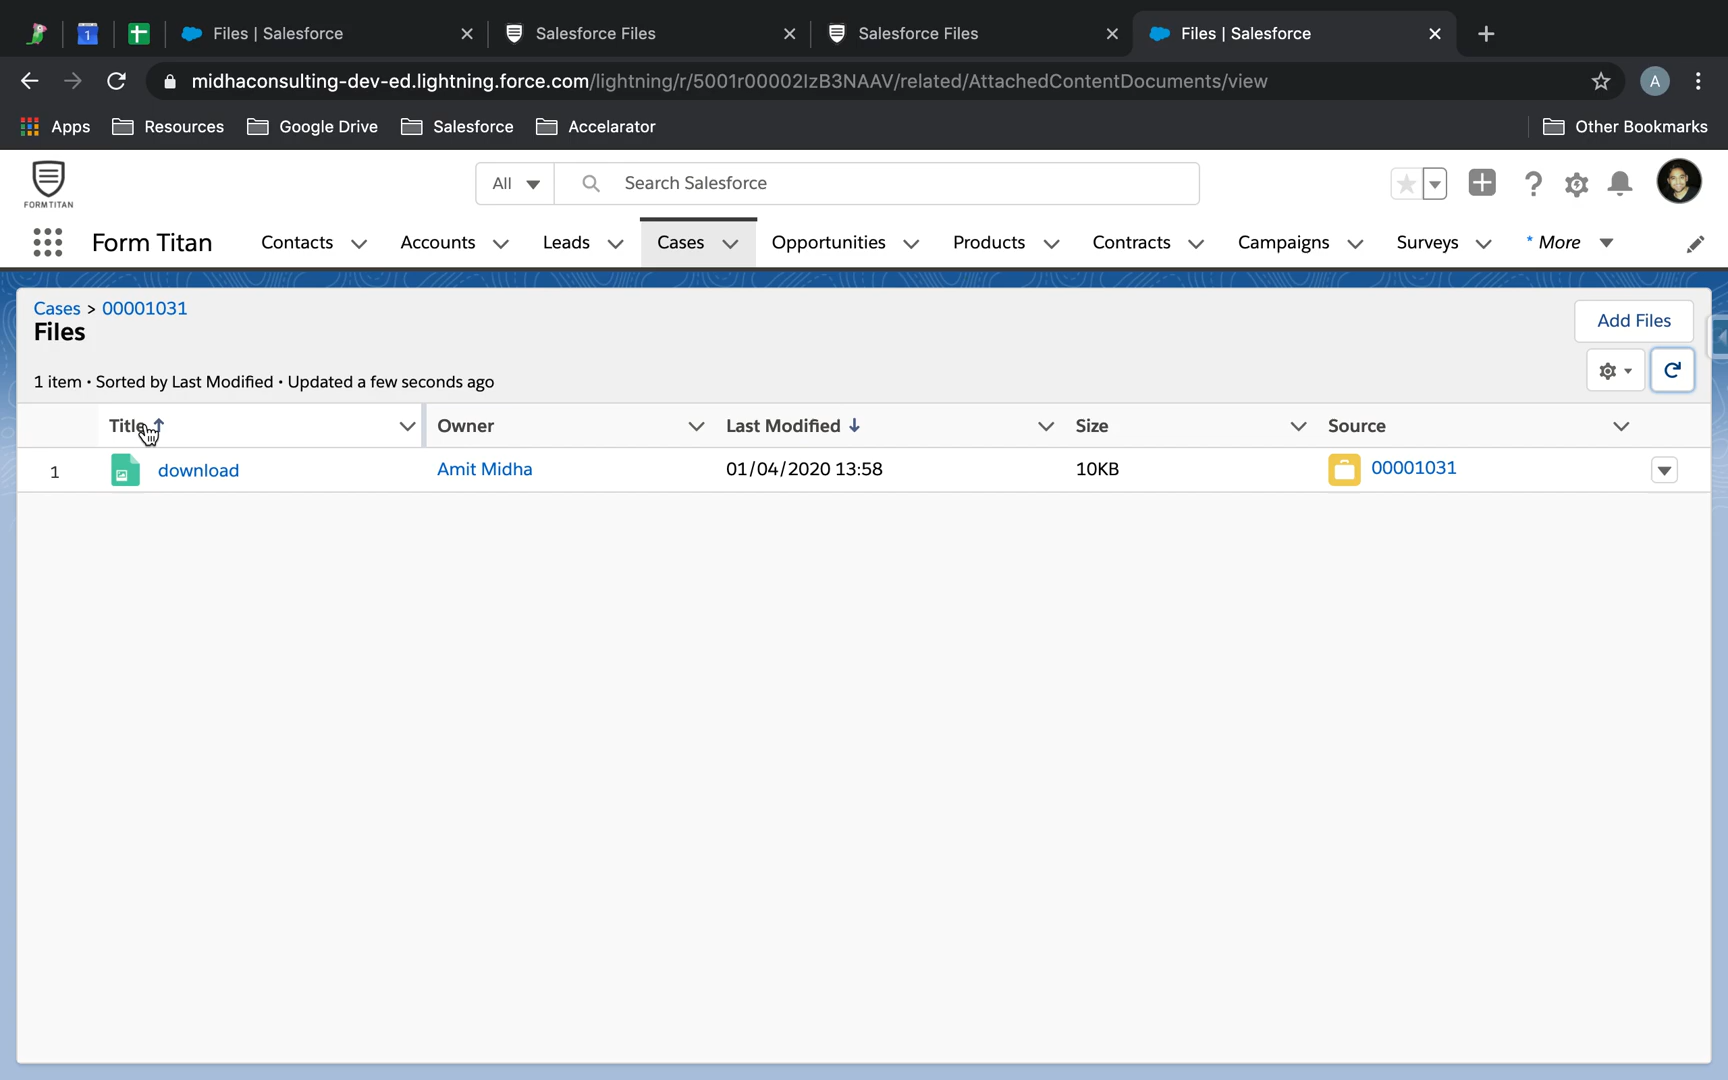 Files | Salesforce
Salesforce Files
Salesforce Files
Files | Salesforce
midhaconsulting-dev-ed.lightning.force.com/lightning/r/5001r00002IzB3NAAV/related/AttachedContentDocuments/view
A
Apps
Resources
Google Drive
Salesforce
Accelarator
Other Bookmarks
FORMTITAN
All
Search Salesforce
Form Titan
Contacts
Accounts
Leads
Cases
Opportunities
Products
Contracts
Campaigns
Surveys
* More
Cases > 00001031
Files
Add Files
1 item • Sorted by Last Modified • Updated a few seconds ago
Title
Owner
Last Modified
Size
Source
1
download
Amit Midha
01/04/2020 13:58
10KB
00001031